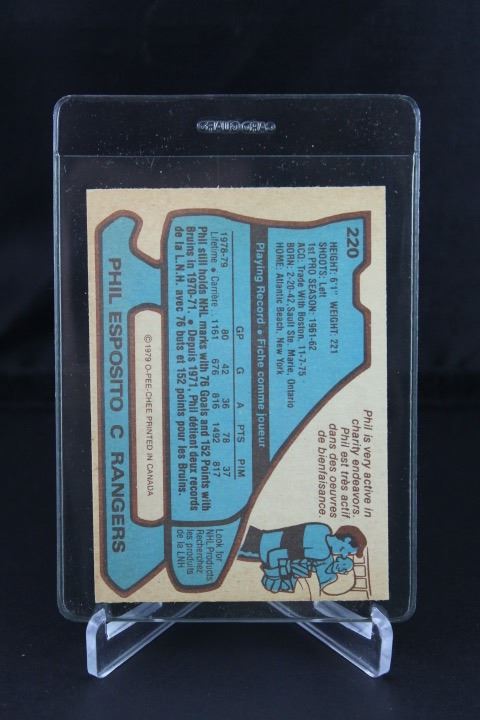 220
HEIGHT: 6'1" WEIGHT: 221
SHOOTS: Left
1st PRO SEASON: 1961-62
ACQ: Trade With Boston, 11-7-75
BORN: 2-20-42, Sault Ste. Marie, Ontario
HOME: Atlantic Beach, New York
Phil is very active in
charity endeavors.
Phil est très actif
dans des oeuvres
de bienfaisance.
Playing Record • Fiche comme joueur
GP G A PTS PIM
1978-79 80 42 36 78 37
Lifetime • Carrière .. 1161 676 816 1492 817
Phil still holds NHL marks with 76 Goals and 152 Points with
Bruins in 1970-71. • Depuis 1971, Phil détient deux records
de la L.N.H. avec 76 buts et 152 points pour les Bruins.
Look for
NHL Products
Recherchez
les produits
de la LNH
© 1979 O-PEE-CHEE PRINTED IN CANADA
PHIL ESPOSITO C RANGERS